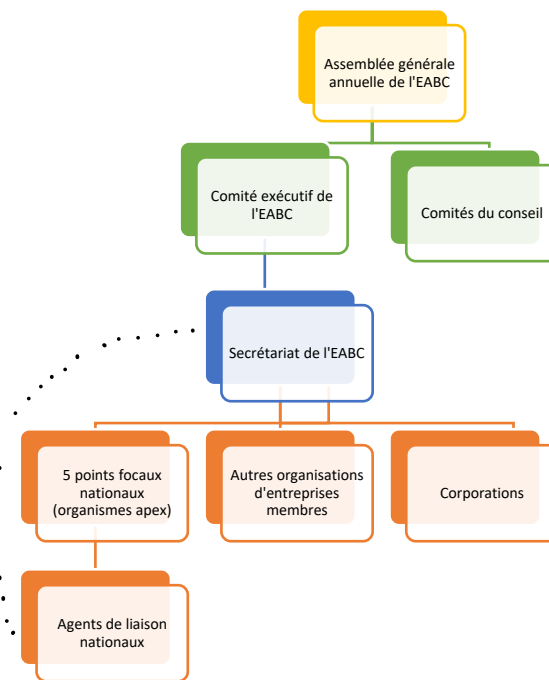 Assemblée générale
annuelle de l'EABC
Comité exécutif de
l'EABC
Comités du conseil
Secrétariat de l'EABC
5 points focaux
nationaux
(organismes apex)
Autres organisations
d'entreprises
membres
Corporations
Agents de liaison
nationaux